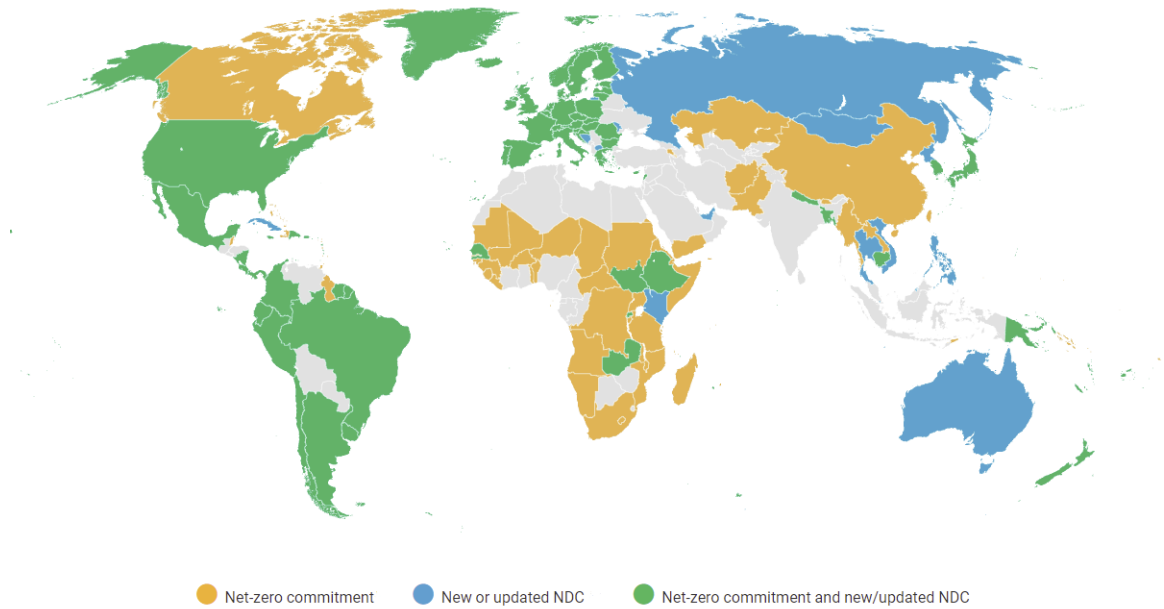 Net-zero commitment
New or updated NDC
Net-zero commitment and new/updated NDC